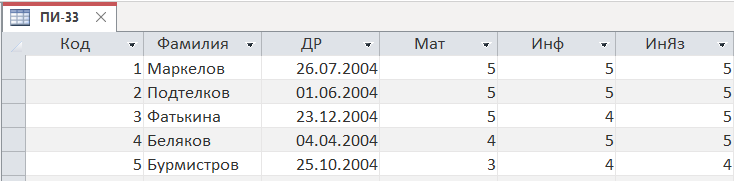 ПИ-33
Код Фамилия ДР Мат Инф ИнЯз
1 Маркелов 26.07.2004 5 5 5
2 Подтелков 01.06.2004 5 5 5
3 Фатькина 23.12.2004 5 4 5
4 Беляков 04.04.2004 4 5 5
5 Бурмистров 25.10.2004 3 4 4